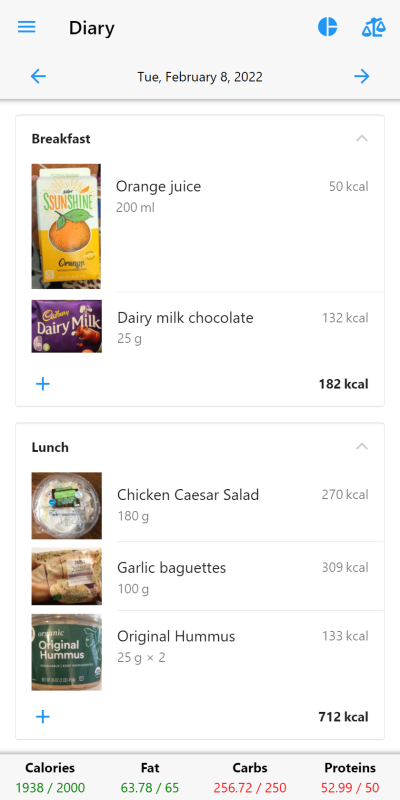 Diary
Tue, February 8, 2022
Breakfast
SSUNSHINE
Orange
Orange juice
50 kcal
200 ml
Cadbury
Dairy Milk
Dairy milk chocolate
132 kcal
25 g
182 kcal
Lunch
Chicken Caesar Salad
270 kcal
180 g
Garlic baguettes
309 kcal
100 g
organic
Original
Hummus
Original Hummus
133 kcal
25 g × 2
712 kcal
Calories Fat Carbs Proteins
1938 / 2000 63.78 / 65 256.72 / 250 52.99 / 50